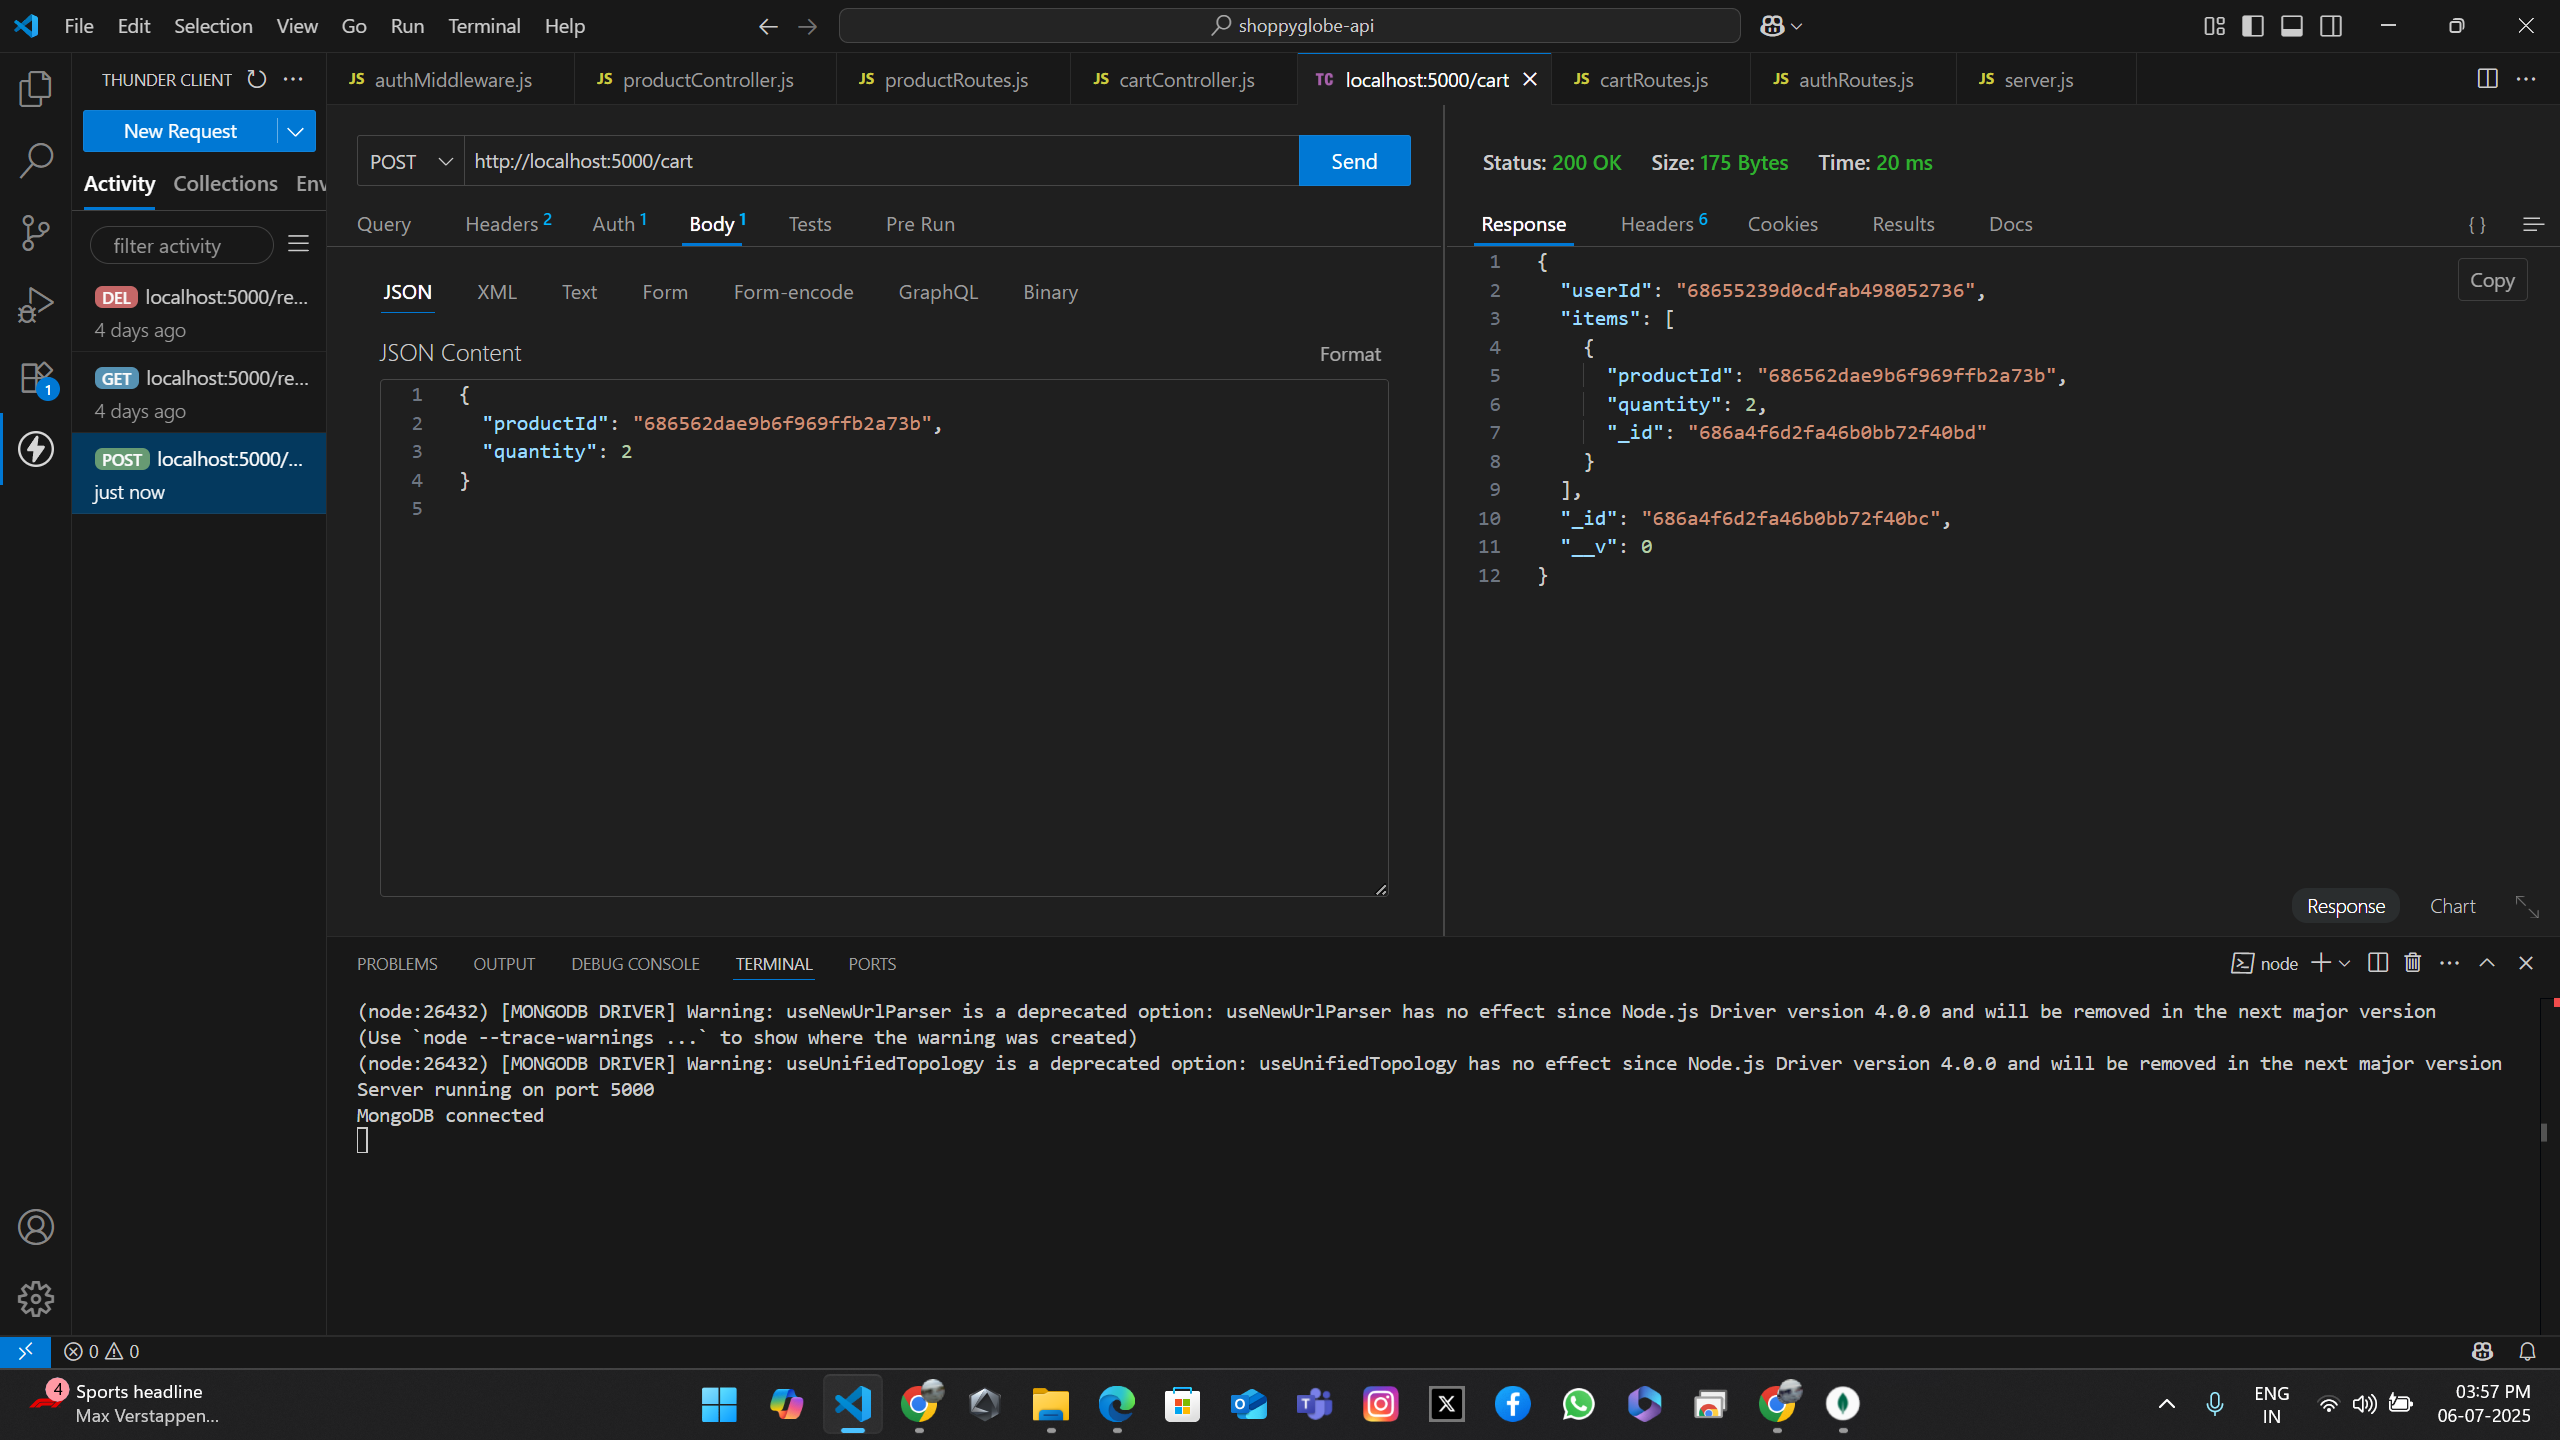 File Edit Selection View Go Run Terminal Help
shoppyglobe-api
THUNDER CLIENT
JS authMiddleware.js
JS productController.js
JS productRoutes.js
JS cartController.js
TC localhost:5000/cart
JS cartRoutes.js
JS authRoutes.js
JS server.js
New Request
Activity Collections Env
filter activity
DEL localhost:5000/re...
4 days ago
GET localhost:5000/re...
4 days ago
POST localhost:5000/...
just now
1
POST http://localhost:5000/cart Send
Query Headers 2 Auth 1 Body 1 Tests Pre Run
JSON XML Text Form Form-encode GraphQL Binary
JSON Content Format
1 {
2 "productId": "686562dae9b6f969ffb2a73b",
3 "quantity": 2
4 }
5
Status: 200 OK Size: 175 Bytes Time: 20 ms
Response Headers 6 Cookies Results Docs { }
Copy
1 {
2 "userId": "68655239d0cdfab498052736",
3 "items": [
4 {
5 "productId": "686562dae9b6f969ffb2a73b",
6 "quantity": 2,
7 "_id": "686a4f6d2fa46b0bb72f40bd"
8 }
9 ],
10 "_id": "686a4f6d2fa46b0bb72f40bc",
11 "__v": 0
12 }
Response Chart
PROBLEMS OUTPUT DEBUG CONSOLE TERMINAL PORTS
node
(node:26432) [MONGODB DRIVER] Warning: useNewUrlParser is a deprecated option: useNewUrlParser has no effect since Node.js Driver version 4.0.0 and will be removed in the next major version
(Use `node --trace-warnings ...` to show where the warning was created)
(node:26432) [MONGODB DRIVER] Warning: useUnifiedTopology is a deprecated option: useUnifiedTopology has no effect since Node.js Driver version 4.0.0 and will be removed in the next major version
Server running on port 5000
MongoDB connected
0 0
4 Sports headline
Max Verstappen...
ENG
IN
03:57 PM
06-07-2025